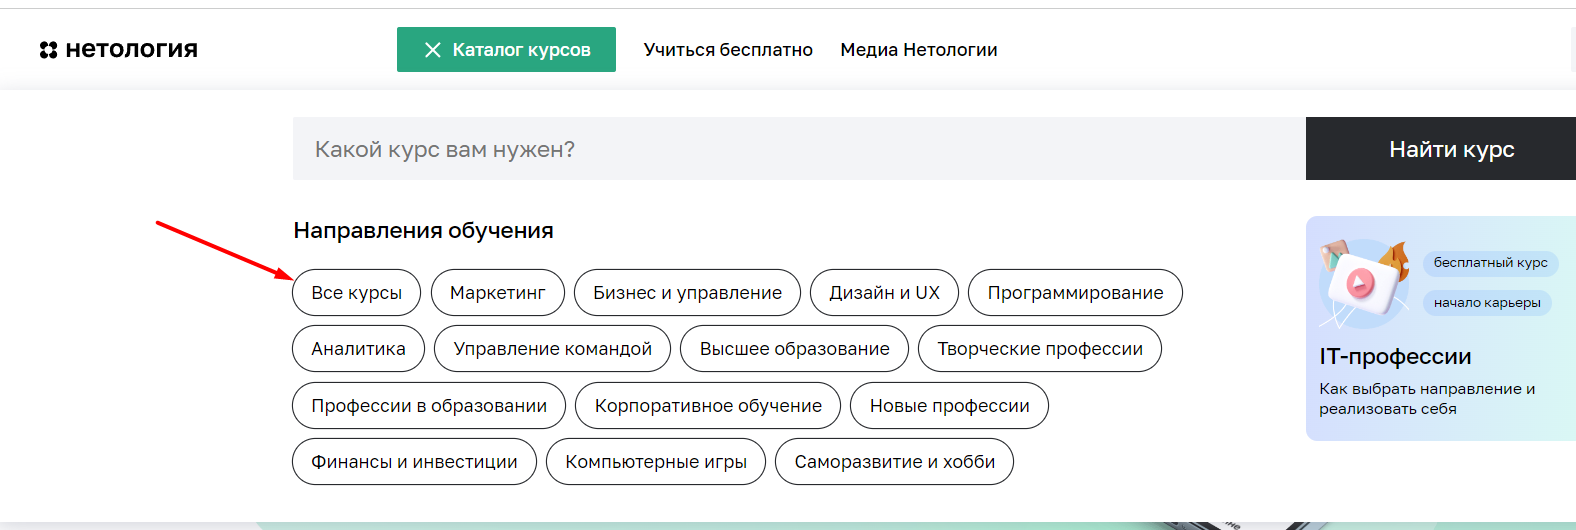 нетология
Каталог курсов
Учиться бесплатно
Медиа Нетологии
Какой курс вам нужен?
Найти курс
Направления обучения
Все курсы
Маркетинг
Бизнес и управление
Дизайн и UX
Программирование
Аналитика
Управление командой
Высшее образование
Творческие профессии
Профессии в образовании
Корпоративное обучение
Новые профессии
Финансы и инвестиции
Компьютерные игры
Саморазвитие и хобби
бесплатный курс
начало карьеры
IT-профессии
Как выбрать направление и
реализовать себя